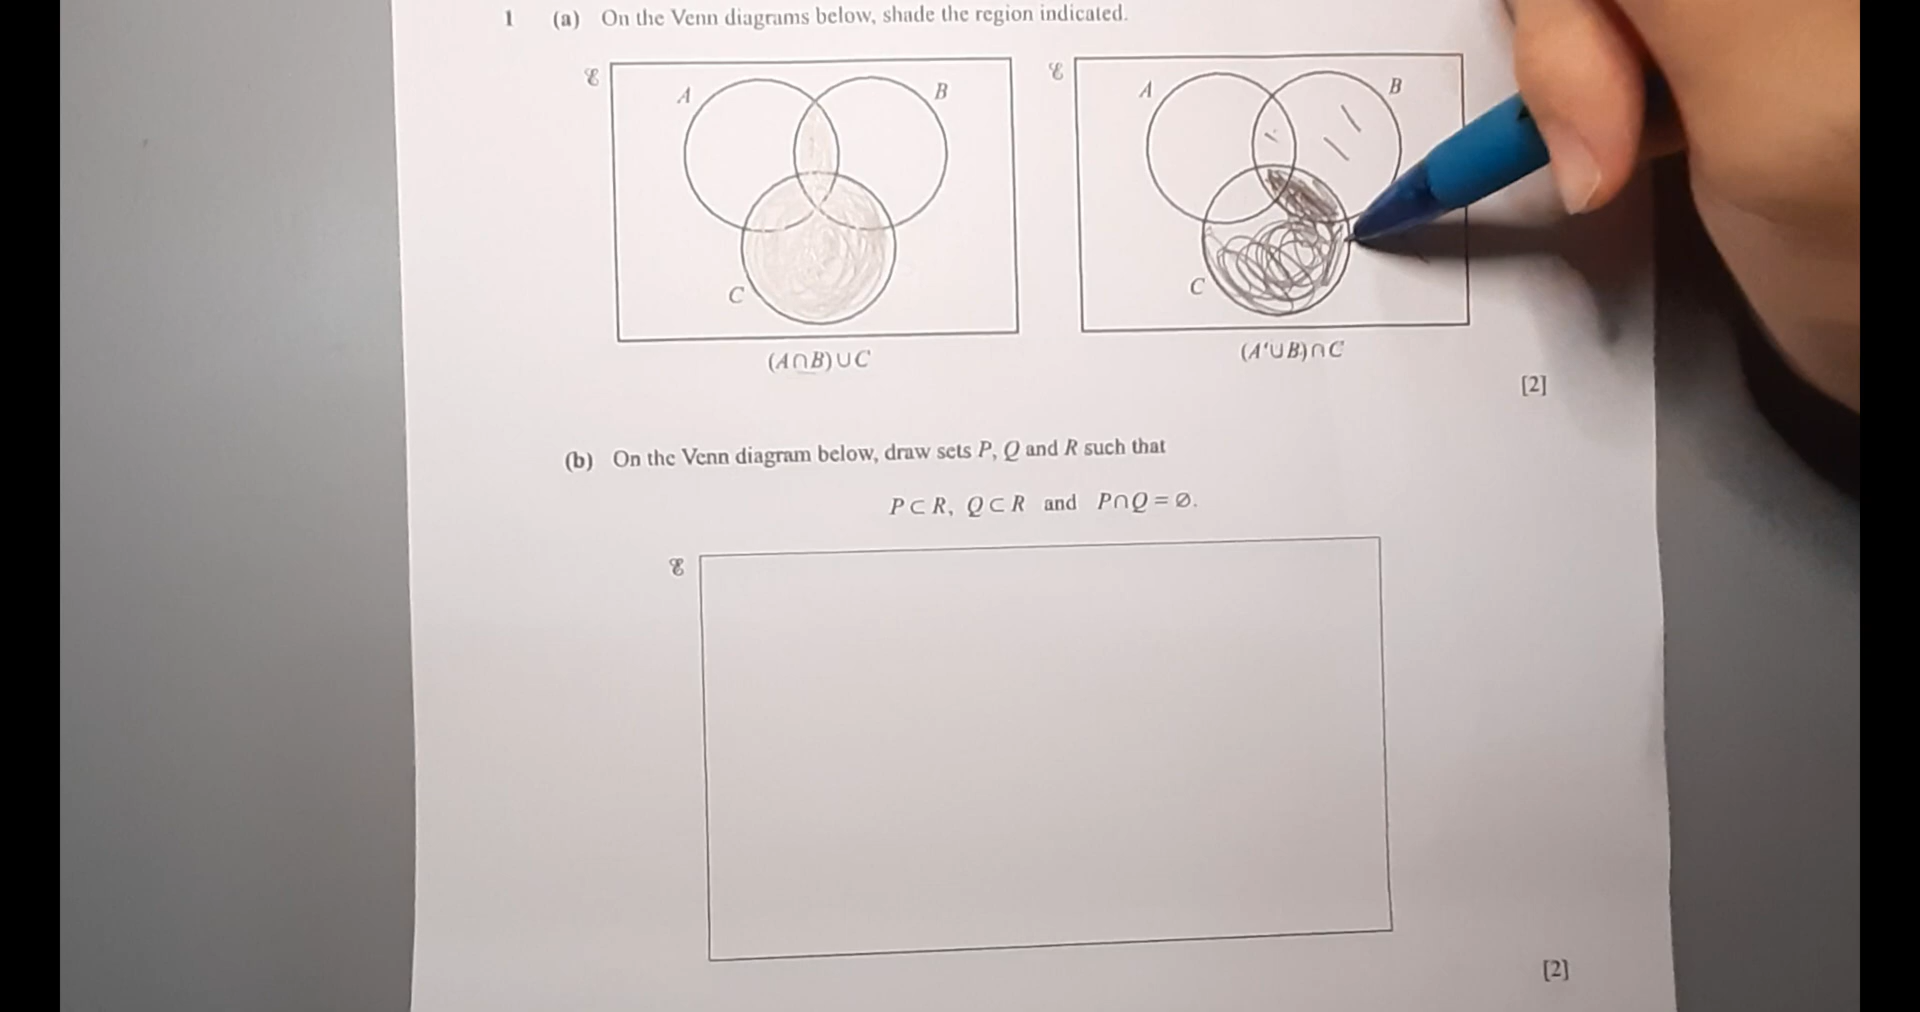 1 (a) On the Venn diagrams below, shade the region indicated.
ℰ A B C
ℰ A B C
(A∩B)∪C
(A'∪B)∩C
[2]
(b) On the Venn diagram below, draw sets P, Q and R such that
P⊂R, Q⊂R and P∩Q=∅.
ℰ
[2]